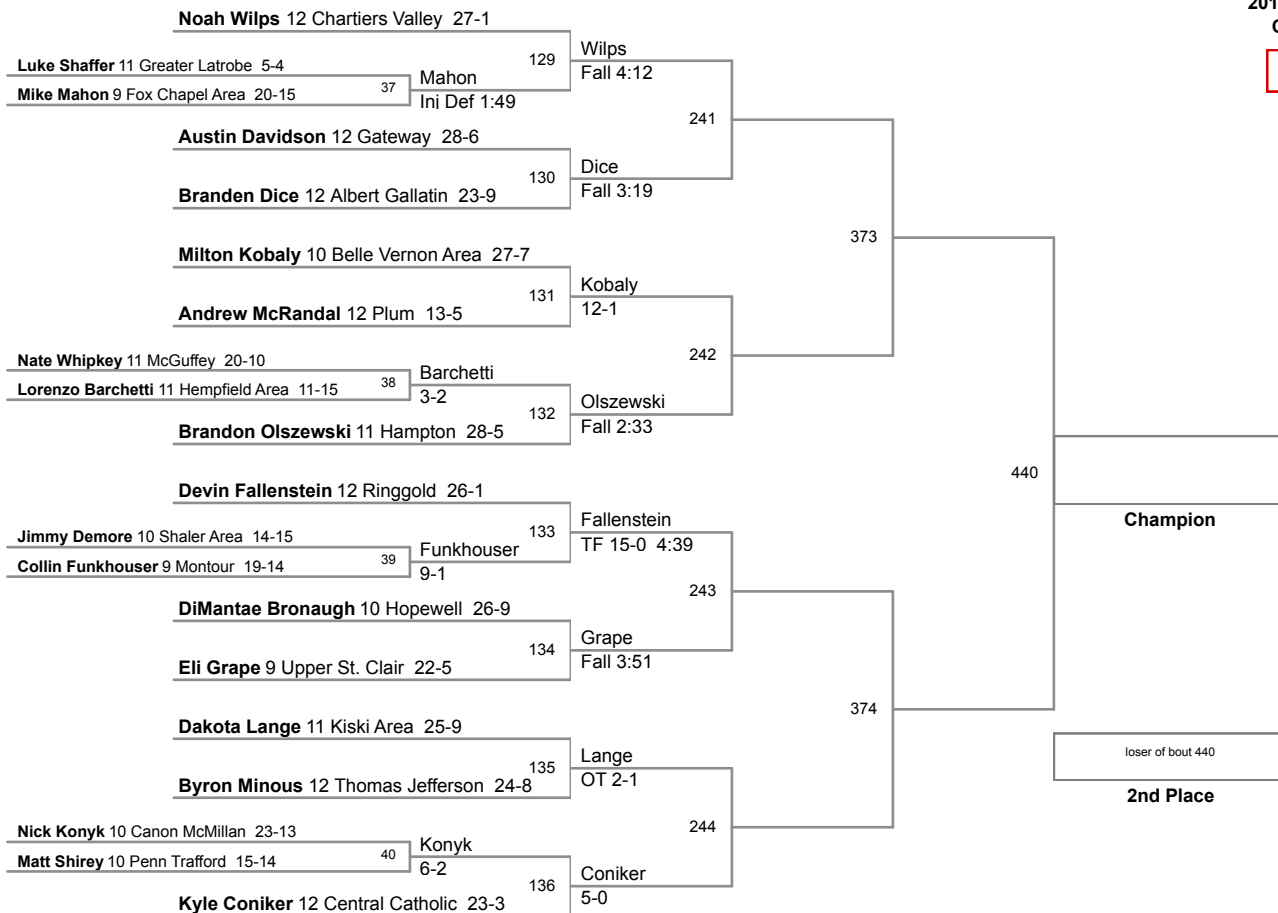 201
Noah Wilps 12 Chartiers Valley 27-1
Luke Shaffer 11 Greater Latrobe 5-4
Mike Mahon 9 Fox Chapel Area 20-15
37
Mahon
Inj Def 1:49
129
Wilps
Fall 4:12
Austin Davidson 12 Gateway 28-6
Branden Dice 12 Albert Gallatin 23-9
130
Dice
Fall 3:19
241
Milton Kobaly 10 Belle Vernon Area 27-7
Andrew McRandal 12 Plum 13-5
131
Kobaly
12-1
Nate Whipkey 11 McGuffey 20-10
Lorenzo Barchetti 11 Hempfield Area 11-15
38
Barchetti
3-2
Brandon Olszewski 11 Hampton 28-5
132
Olszewski
Fall 2:33
242
373
Devin Fallenstein 12 Ringgold 26-1
Jimmy Demore 10 Shaler Area 14-15
Collin Funkhouser 9 Montour 19-14
39
Funkhouser
9-1
133
Fallenstein
TF 15-0 4:39
DiMantae Bronaugh 10 Hopewell 26-9
Eli Grape 9 Upper St. Clair 22-5
134
Grape
Fall 3:51
243
Dakota Lange 11 Kiski Area 25-9
Byron Minous 12 Thomas Jefferson 24-8
135
Lange
OT 2-1
Nick Konyk 10 Canon McMillan 23-13
Matt Shirey 10 Penn Trafford 15-14
40
Konyk
6-2
Kyle Coniker 12 Central Catholic 23-3
136
Coniker
5-0
244
374
440
Champion
loser of bout 440
2nd Place